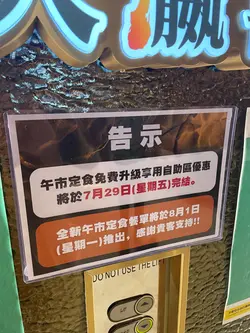 告示
午市定食免費升級享用自助區優惠
將於7月29日(星期五)完結。
全新午市定食餐單將於8月1日
(星期一)推出，感謝貴客支持!!
DO NOT USE THE LI